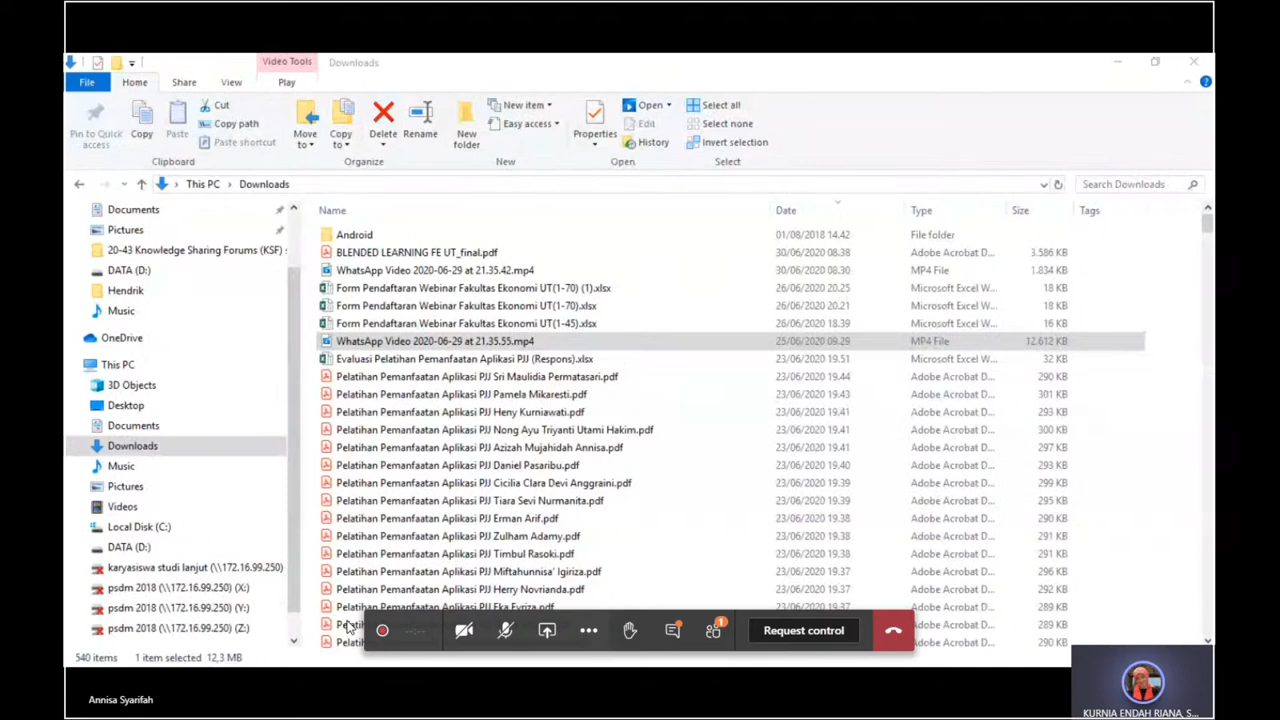 Video Tools Downloads
File Home Share View Play
Pin to Quick access
Copy
Paste
Cut
Copy path
Paste shortcut
Clipboard
Move to
Copy to
Delete
Rename
Organize
New folder
New item
Easy access
New
Properties
Open
Edit
History
Open
Select all
Select none
Invert selection
Select
This PC > Downloads
Search Downloads
Documents
Pictures
20-43 Knowledge Sharing Forums (KSF) s
DATA (D:)
Hendrik
Music
OneDrive
This PC
3D Objects
Desktop
Documents
Downloads
Music
Pictures
Videos
Local Disk (C:)
DATA (D:)
karyasiswa studi lanjut (\\172.16.99.250)
psdm 2018 (\\172.16.99.250) (X:)
psdm 2018 (\\172.16.99.250) (Y:)
psdm 2018 (\\172.16.99.250) (Z:)
Name Date Type Size Tags
Android 01/08/2018 14.42 File folder
BLENDED LEARNING FE UT_final.pdf 30/06/2020 08.38 Adobe Acrobat D... 3.586 KB
WhatsApp Video 2020-06-29 at 21.35.42.mp4 30/06/2020 08.30 MP4 File 1.834 KB
Form Pendaftaran Webinar Fakultas Ekonomi UT(1-70) (1).xlsx 26/06/2020 20.25 Microsoft Excel W... 18 KB
Form Pendaftaran Webinar Fakultas Ekonomi UT(1-70).xlsx 26/06/2020 20.21 Microsoft Excel W... 18 KB
Form Pendaftaran Webinar Fakultas Ekonomi UT(1-45).xlsx 26/06/2020 18.39 Microsoft Excel W... 16 KB
WhatsApp Video 2020-06-29 at 21.35.55.mp4 25/06/2020 09.29 MP4 File 12.612 KB
Evaluasi Pelatihan Pemanfaatan Aplikasi PJJ (Respons).xlsx 23/06/2020 19.51 Microsoft Excel W... 32 KB
Pelatihan Pemanfaatan Aplikasi PJJ Sri Maulidia Permatasari.pdf 23/06/2020 19.44 Adobe Acrobat D... 290 KB
Pelatihan Pemanfaatan Aplikasi PJJ Pamela Mikaresti.pdf 23/06/2020 19.43 Adobe Acrobat D... 301 KB
Pelatihan Pemanfaatan Aplikasi PJJ Heny Kurniawati.pdf 23/06/2020 19.41 Adobe Acrobat D... 293 KB
Pelatihan Pemanfaatan Aplikasi PJJ Nong Ayu Triyanti Utami Hakim.pdf 23/06/2020 19.41 Adobe Acrobat D... 300 KB
Pelatihan Pemanfaatan Aplikasi PJJ Azizah Mujahidah Annisa.pdf 23/06/2020 19.41 Adobe Acrobat D... 297 KB
Pelatihan Pemanfaatan Aplikasi PJJ Daniel Pasaribu.pdf 23/06/2020 19.40 Adobe Acrobat D... 293 KB
Pelatihan Pemanfaatan Aplikasi PJJ Cicilia Clara Devi Anggraini.pdf 23/06/2020 19.39 Adobe Acrobat D... 292 KB
Pelatihan Pemanfaatan Aplikasi PJJ Tiara Sevi Nurmanita.pdf 23/06/2020 19.39 Adobe Acrobat D... 295 KB
Pelatihan Pemanfaatan Aplikasi PJJ Erman Arif.pdf 23/06/2020 19.38 Adobe Acrobat D... 290 KB
Pelatihan Pemanfaatan Aplikasi PJJ Zulham Adamy.pdf 23/06/2020 19.38 Adobe Acrobat D... 291 KB
Pelatihan Pemanfaatan Aplikasi PJJ Timbul Rasoki.pdf 23/06/2020 19.38 Adobe Acrobat D... 291 KB
Pelatihan Pemanfaatan Aplikasi PJJ Miftahunnisa' Igiriza.pdf 23/06/2020 19.37 Adobe Acrobat D... 296 KB
Pelatihan Pemanfaatan Aplikasi PJJ Herry Novrianda.pdf 23/06/2020 19.37 Adobe Acrobat D... 292 KB
Pelatihan Pemanfaatan Aplikasi PJJ Eka Evriza.pdf 23/06/2020 19.37 Adobe Acrobat D... 289 KB
289 KB
290 KB
1
Request control
540 items 1 item selected 12,3 MB
Annisa Syarifah
KURNIA ENDAH RIANA, S...